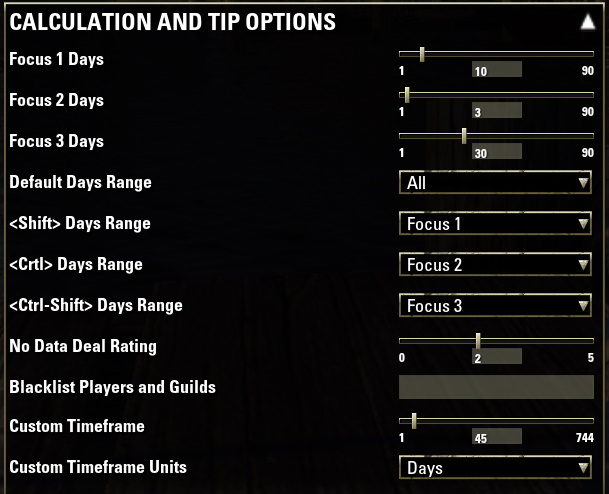 CALCULATION AND TIP OPTIONS
Focus 1 Days
1 10 90
Focus 2 Days
1 3 90
Focus 3 Days
1 30 90
Default Days Range All
<Shift> Days Range Focus 1
<Crtl> Days Range Focus 2
<Ctrl-Shift> Days Range Focus 3
No Data Deal Rating
0 2 5
Blacklist Players and Guilds
Custom Timeframe
1 45 744
Custom Timeframe Units Days